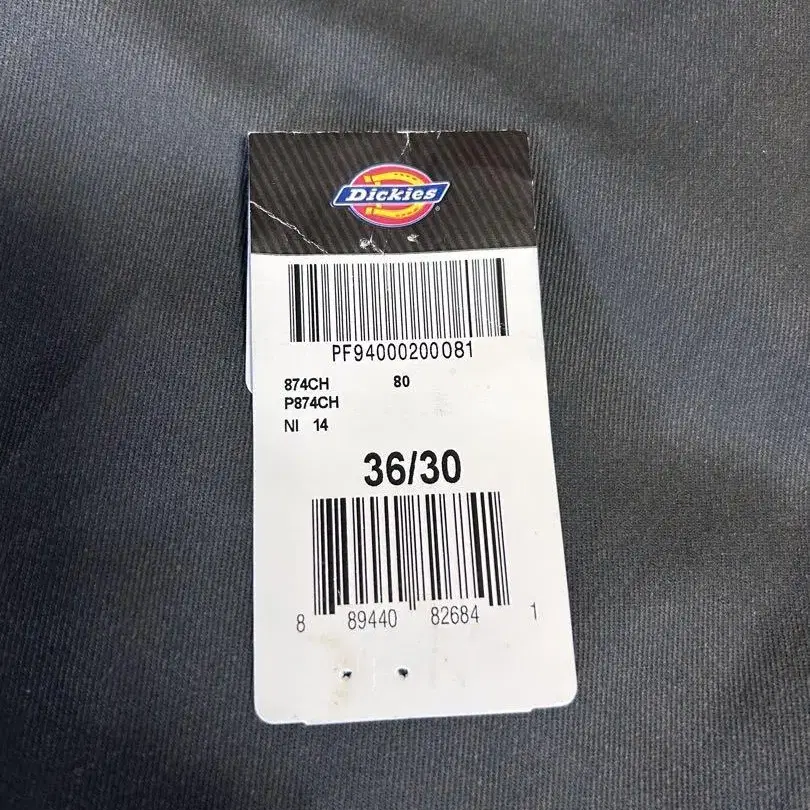 Dickies
PF94000200081
874CH 80
P874CH
NI 14
36/30
8 89440 82684 1